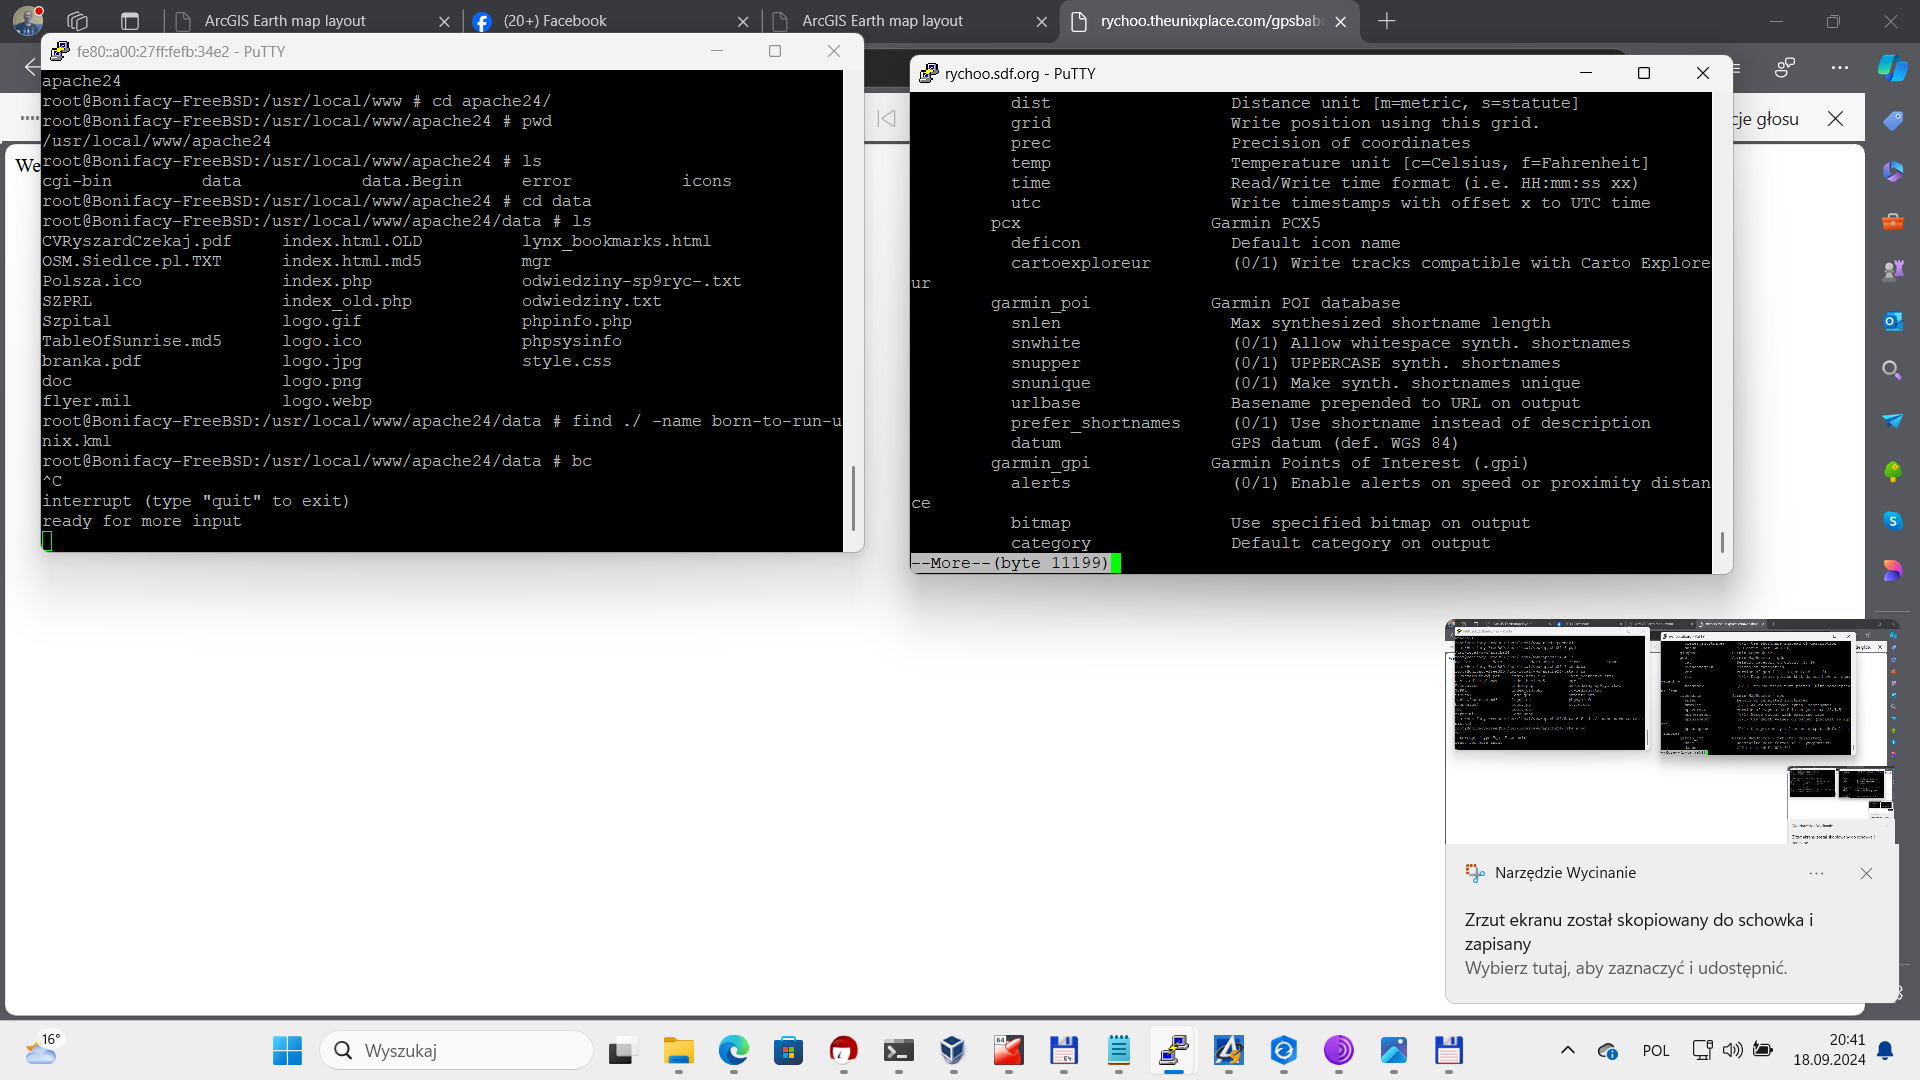 ArcGIS Earth map layout
(20+) Facebook
ArcGIS Earth map layout
rychoo.theunixplace.com/gpsbabe
fe80::a00:27ff:fefb:34e2 - PuTTY
apache24
root@Bonifacy-FreeBSD:/usr/local/www # cd apache24/
root@Bonifacy-FreeBSD:/usr/local/www/apache24 # pwd
/usr/local/www/apache24
root@Bonifacy-FreeBSD:/usr/local/www/apache24 # ls
cgi-bin data data.Begin error icons
root@Bonifacy-FreeBSD:/usr/local/www/apache24 # cd data
root@Bonifacy-FreeBSD:/usr/local/www/apache24/data # ls
CVRyszardCzekaj.pdf index.html.OLD lynx_bookmarks.html
OSM.Siedlce.pl.TXT index.html.md5 mgr
Polsza.ico index.php odwiedziny-sp9ryc-.txt
SZPRL index_old.php odwiedziny.txt
Szpital logo.gif phpinfo.php
TableOfSunrise.md5 logo.ico phpsysinfo
branka.pdf logo.jpg style.css
doc logo.png
flyer.mil logo.webp
root@Bonifacy-FreeBSD:/usr/local/www/apache24/data # find ./ -name born-to-run-u
nix.kml
root@Bonifacy-FreeBSD:/usr/local/www/apache24/data # bc
^C
interrupt (type "quit" to exit)
ready for more input
We
rychoo.sdf.org - PuTTY
dist Distance unit [m=metric, s=statute]
grid Write position using this grid.
prec Precision of coordinates
temp Temperature unit [c=Celsius, f=Fahrenheit]
time Read/Write time format (i.e. HH:mm:ss xx)
utc Write timestamps with offset x to UTC time
pcx Garmin PCX5
deficon Default icon name
cartoexploreur (0/1) Write tracks compatible with Carto Explore
ur
garmin_poi Garmin POI database
snlen Max synthesized shortname length
snwhite (0/1) Allow whitespace synth. shortnames
snupper (0/1) UPPERCASE synth. shortnames
snunique (0/1) Make synth. shortnames unique
urlbase Basename prepended to URL on output
prefer_shortnames (0/1) Use shortname instead of description
datum GPS datum (def. WGS 84)
garmin_gpi Garmin Points of Interest (.gpi)
alerts (0/1) Enable alerts on speed or proximity distan
ce
bitmap Use specified bitmap on output
category Default category on output
--More--(byte 11199)
cje głosu
Narzędzie Wycinanie
Zrzut ekranu został skopiowany do schowka i
zapisany
Wybierz tutaj, aby zaznaczyć i udostępnić.
16°
Wyszukaj
64
64
POL
20:41
18.09.2024